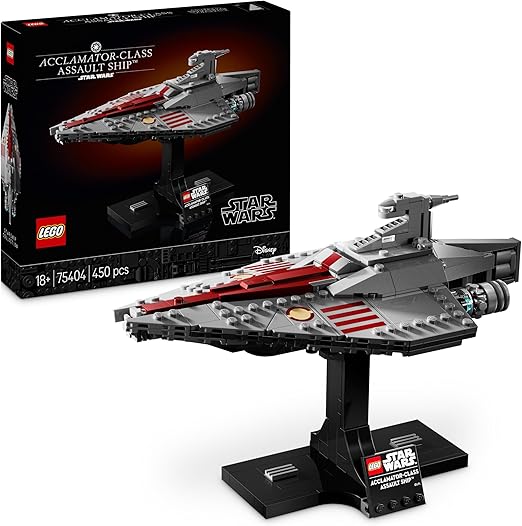 ACCLAMATOR-CLASS
ASSAULT SHIP™
STAR WARS
LEGO
STAR
WARS
Disney
18+
75404
450 pcs
LEGO
STAR
WARS
ACCLAMATOR-CLASS
ASSAULT SHIP™